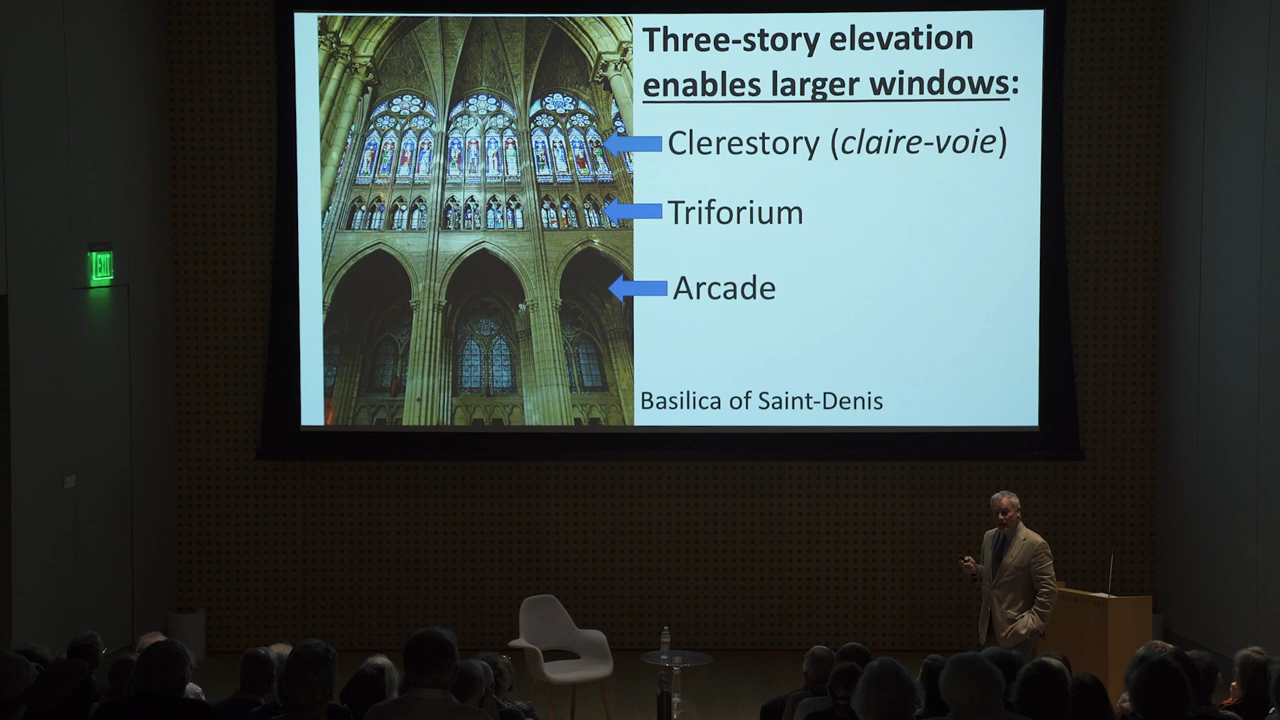 Three-story elevation
enables larger windows:
Clerestory (claire-voie)
Triforium
Arcade
Basilica of Saint-Denis
EXIT